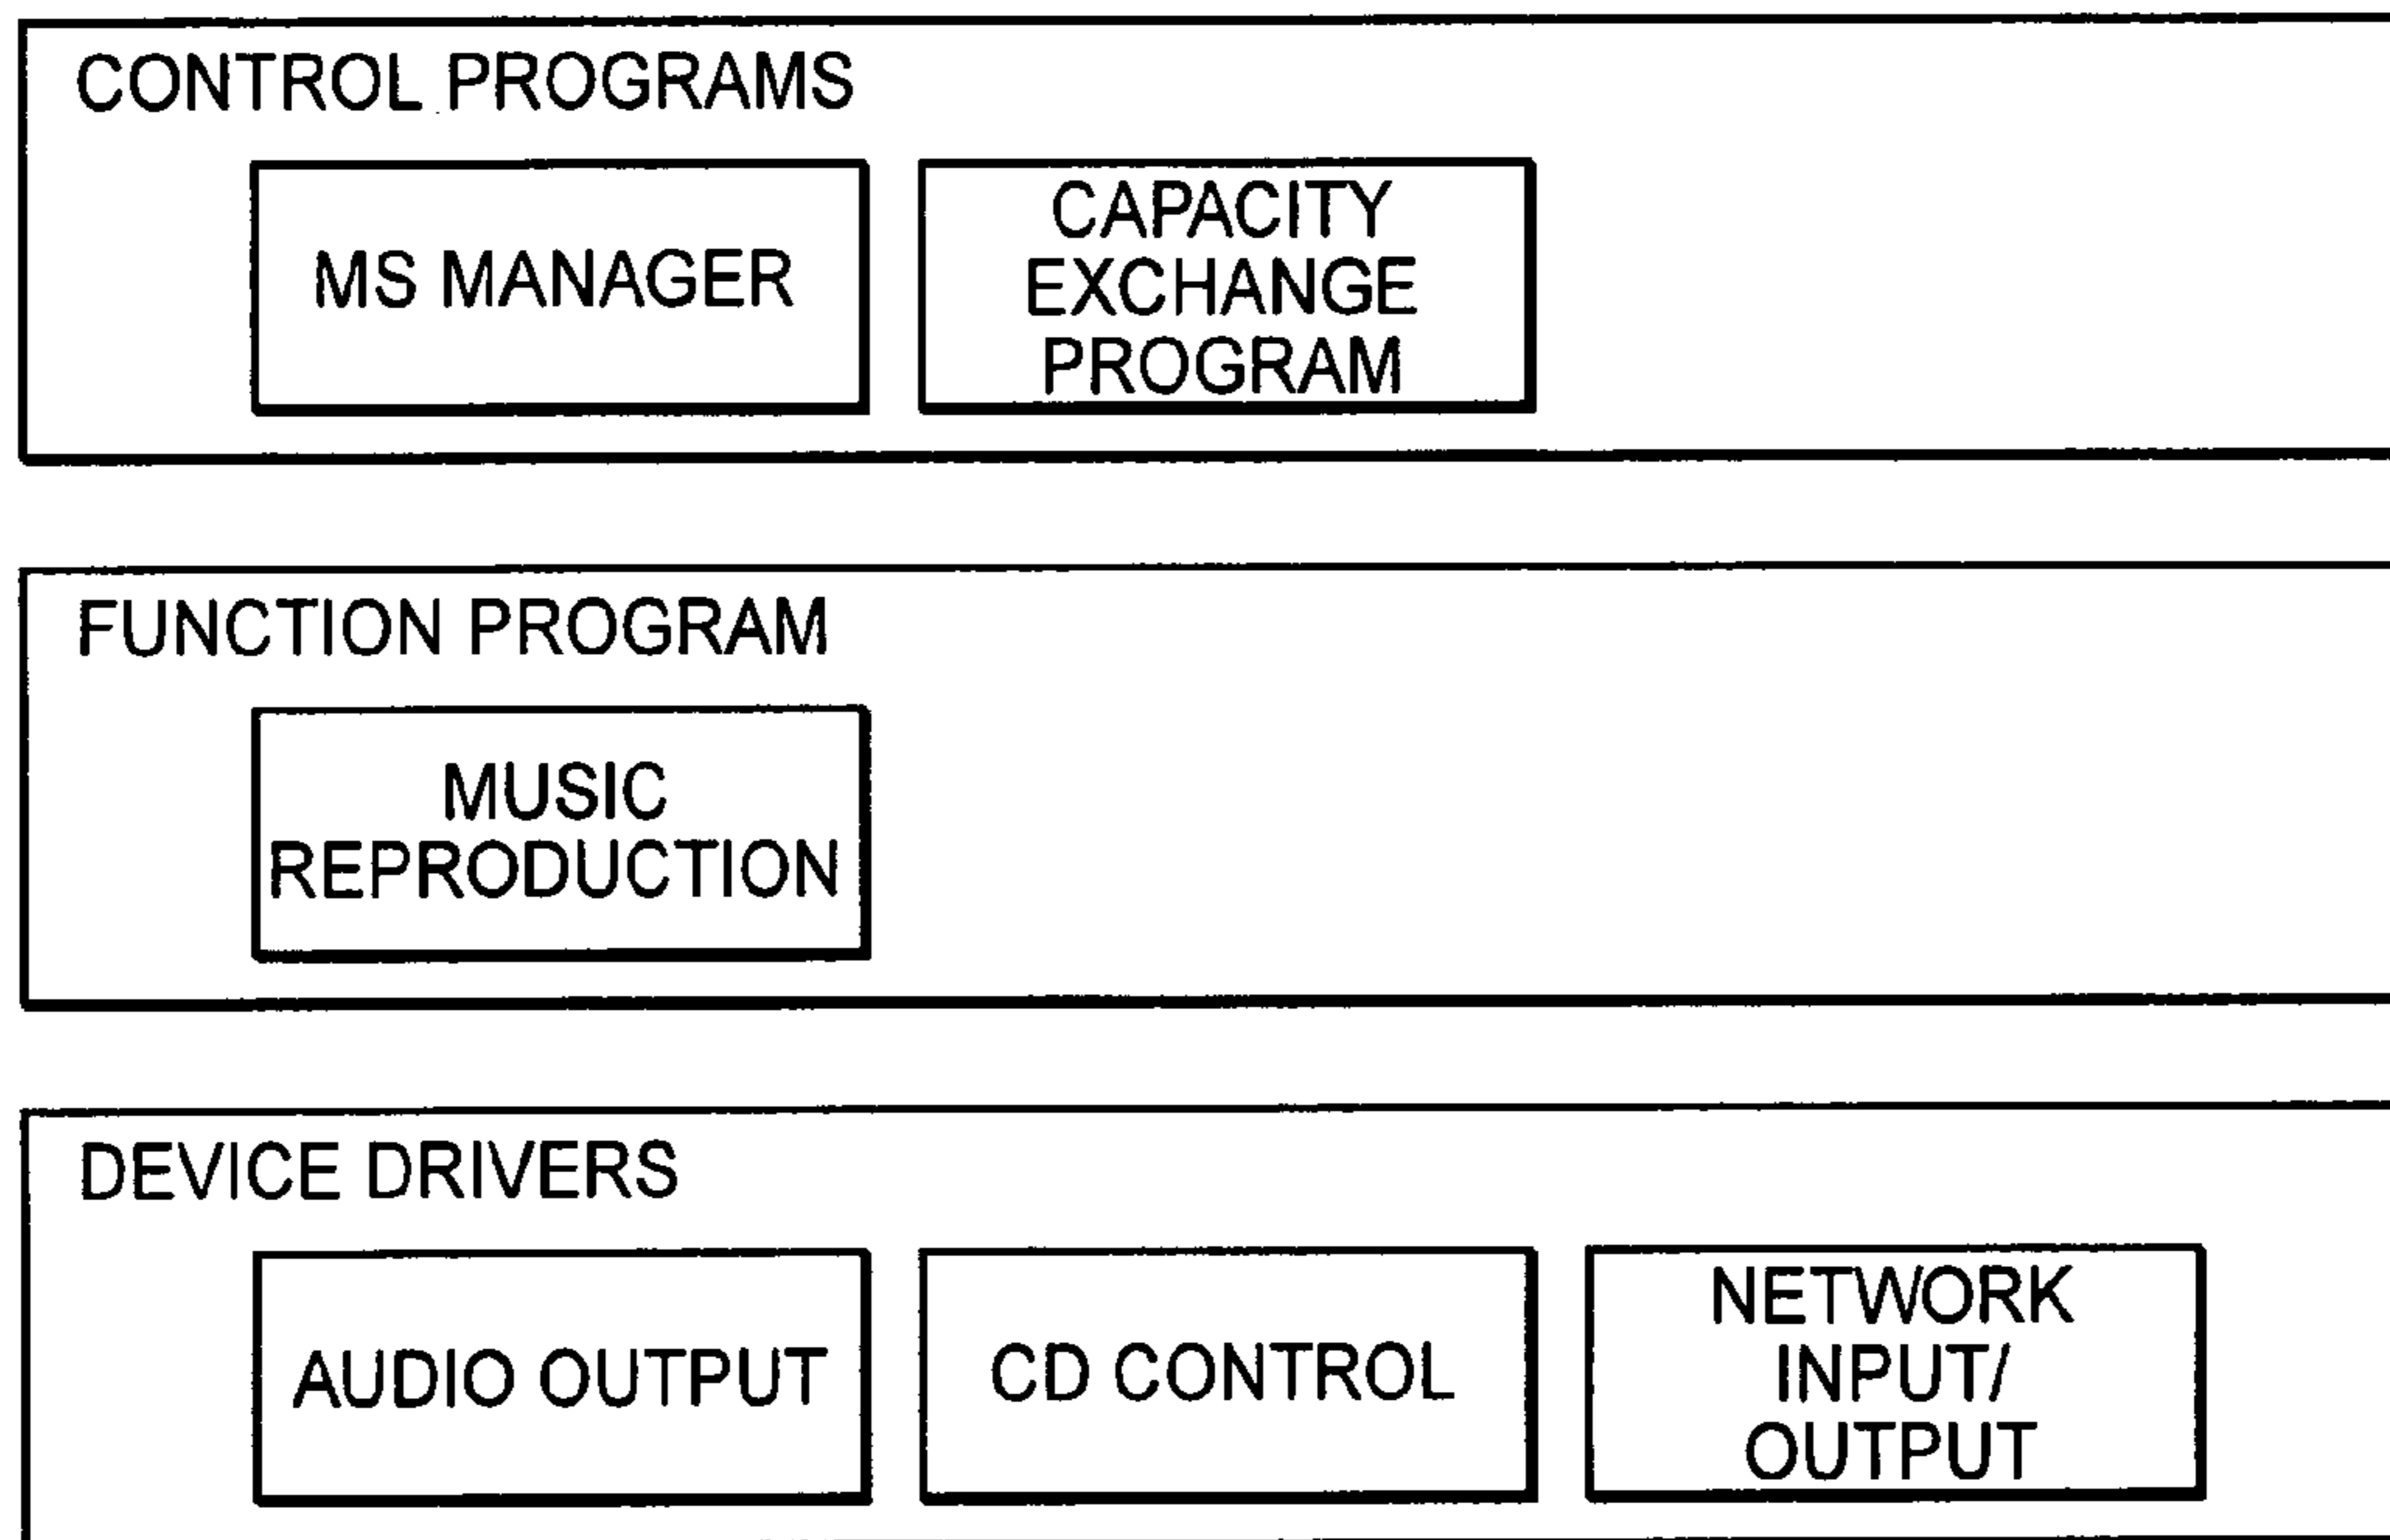 CONTROL PROGRAMS
MS MANAGER
CAPACITY
EXCHANGE
PROGRAM
FUNCTION PROGRAM
MUSIC
REPRODUCTION
DEVICE DRIVERS
AUDIO OUTPUT
CD CONTROL
NETWORK
INPUT/
OUTPUT